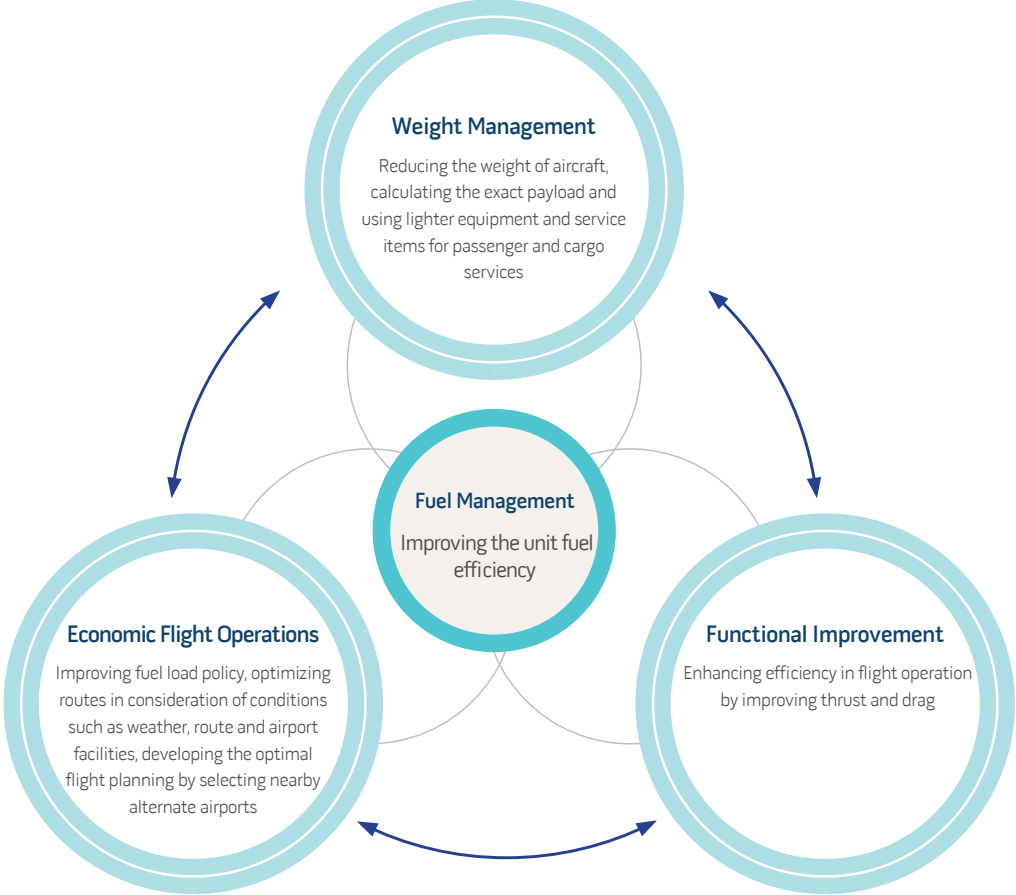 Weight Management
Reducing the weight of aircraft,
calculating the exact payload and
using lighter equipment and service
items for passenger and cargo
services
Fuel Management
Improving the unit fuel
efficiency
Economic Flight Operations
Improving fuel load policy, optimizing
routes in consideration of conditions
such as weather, route and airport
facilities, developing the optimal
flight planning by selecting nearby
alternate airports
Functional Improvement
Enhancing efficiency in flight operation
by improving thrust and drag